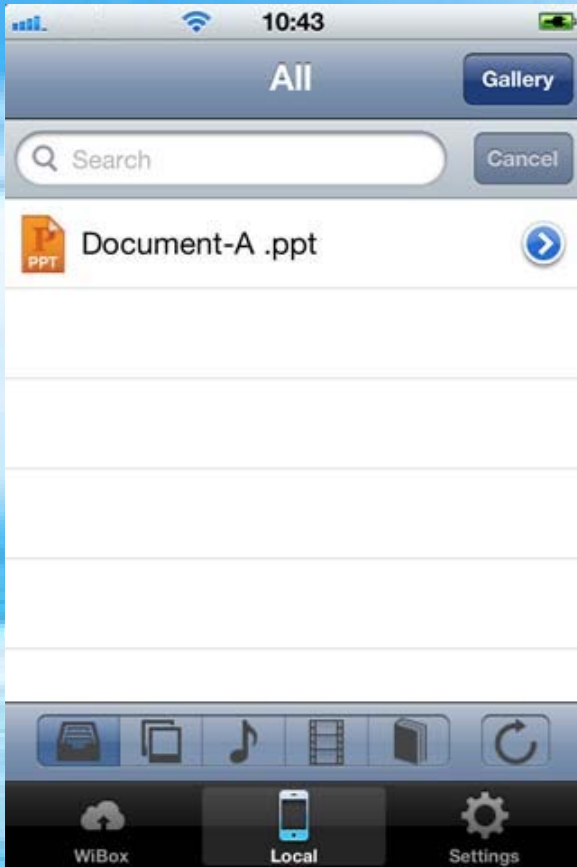 10:43
All
Gallery
Search
Cancel
P
PPT
Document-A .ppt
WiBox
Local
Settings